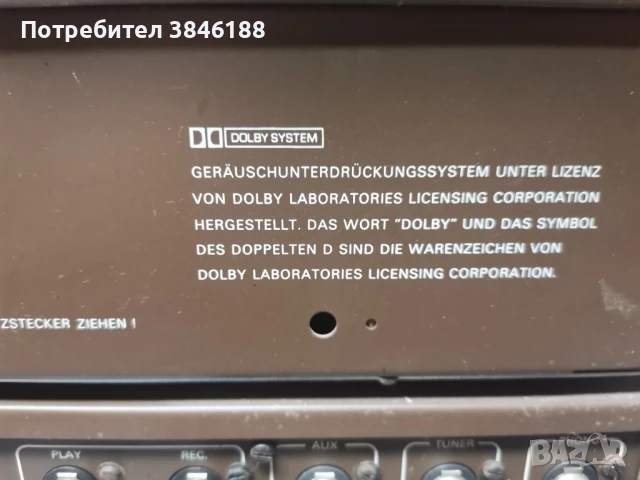 Потребител 3846188
DOLBY SYSTEM
GERÄUSCHUNTERDRÜCKUNGSSYSTEM UNTER LIZENZ
VON DOLBY LABORATORIES LICENSING CORPORATION
HERGESTELLT. DAS WORT "DOLBY" UND DAS SYMBOL
DES DOPPELTEN D SIND DIE WARENZEICHEN VON
DOLBY LABORATORIES LICENSING CORPORATION.
ZSTECKER ZIEHEN !
PLAY REC. AUX TUNER
BAZAR